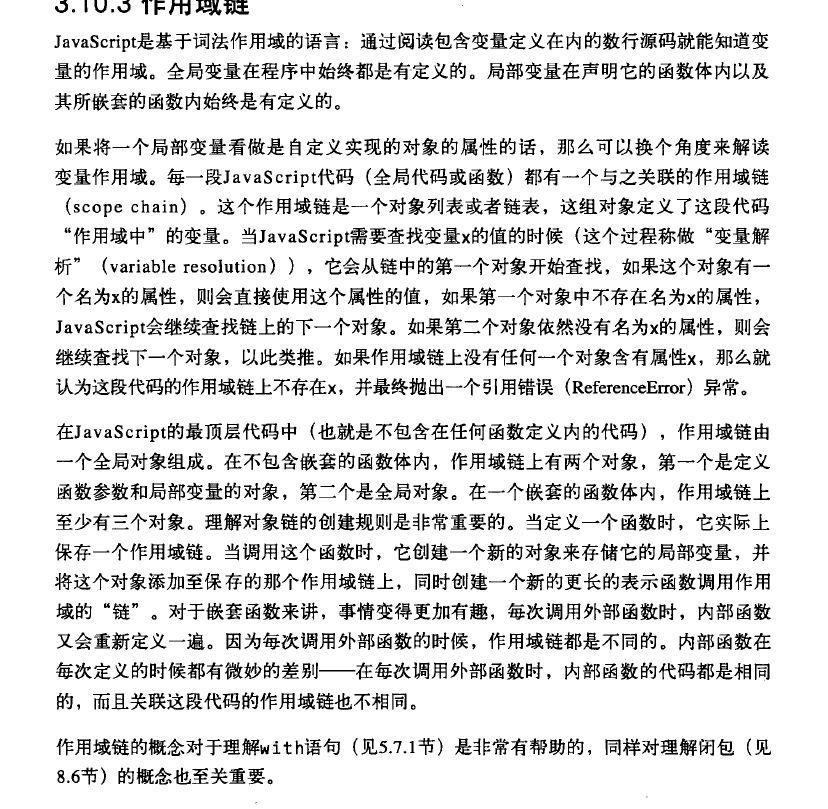 3.10.3 作用域链
JavaScript是基于词法作用域的语言：通过阅读包含变量定义在内的数行源码就能知道变
量的作用域。全局变量在程序中始终都是有定义的。局部变量在声明它的函数体内以及
其所嵌套的函数内始终是有定义的。
如果将一个局部变量看做是自定义实现的对象的属性的话，那么可以换个角度来解读
变量作用域。每一段JavaScript代码（全局代码或函数）都有一个与之关联的作用域链
（scope chain）。这个作用域链是一个对象列表或者链表，这组对象定义了这段代码
“作用域中”的变量。当JavaScript需要查找变量x的值的时候（这个过程称做“变量解
析”（variable resolution）），它会从链中的第一个对象开始查找，如果这个对象有一
个名为x的属性，则会直接使用这个属性的值，如果第一个对象中不存在名为x的属性，
JavaScript会继续查找链上的下一个对象。如果第二个对象依然没有名为x的属性，则会
继续查找下一个对象，以此类推。如果作用域链上没有任何一个对象含有属性x，那么就
认为这段代码的作用域链上不存在x，并最终抛出一个引用错误（ReferenceError）异常。
在JavaScript的最顶层代码中（也就是不包含在任何函数定义内的代码），作用域链由
一个全局对象组成。在不包含嵌套的函数体内，作用域链上有两个对象，第一个是定义
函数参数和局部变量的对象，第二个是全局对象。在一个嵌套的函数体内，作用域链上
至少有三个对象。理解对象链的创建规则是非常重要的。当定义一个函数时，它实际上
保存一个作用域链。当调用这个函数时，它创建一个新的对象来存储它的局部变量，并
将这个对象添加至保存的那个作用域链上，同时创建一个新的更长的表示函数调用作用
域的“链”。对于嵌套函数来讲，事情变得更加有趣，每次调用外部函数时，内部函数
又会重新定义一遍。因为每次调用外部函数的时候，作用域链都是不同的。内部函数在
每次定义的时候都有微妙的差别——在每次调用外部函数时，内部函数的代码都是相同
的，而且关联这段代码的作用域链也不相同。
作用域链的概念对于理解with语句（见5.7.1节）是非常有帮助的，同样对理解闭包（见
8.6节）的概念也至关重要。